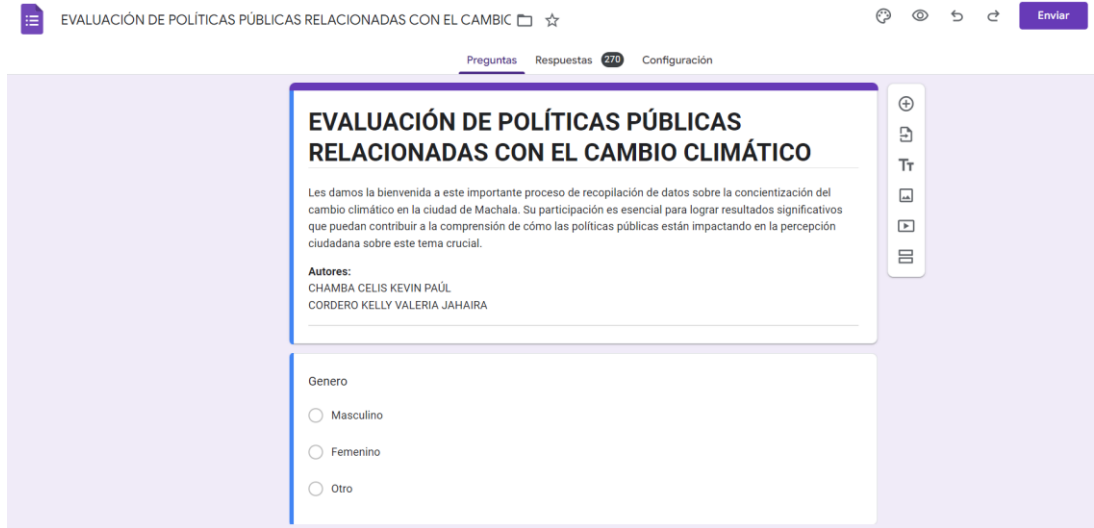 EVALUACIÓN DE POLÍTICAS PÚBLICAS RELACIONADAS CON EL CAMBIC
Enviar
Preguntas Respuestas 270 Configuración
EVALUACIÓN DE POLÍTICAS PÚBLICAS
RELACIONADAS CON EL CAMBIO CLIMÁTICO
Les damos la bienvenida a este importante proceso de recopilación de datos sobre la concientización del
cambio climático en la ciudad de Machala. Su participación es esencial para lograr resultados significativos
que puedan contribuir a la comprensión de cómo las políticas públicas están impactando en la percepción
ciudadana sobre este tema crucial.
Autores:
CHAMBA CELIS KEVIN PAÚL
CORDERO KELLY VALERIA JAHAIRA
Tт
Genero
Masculino
Femenino
Otro